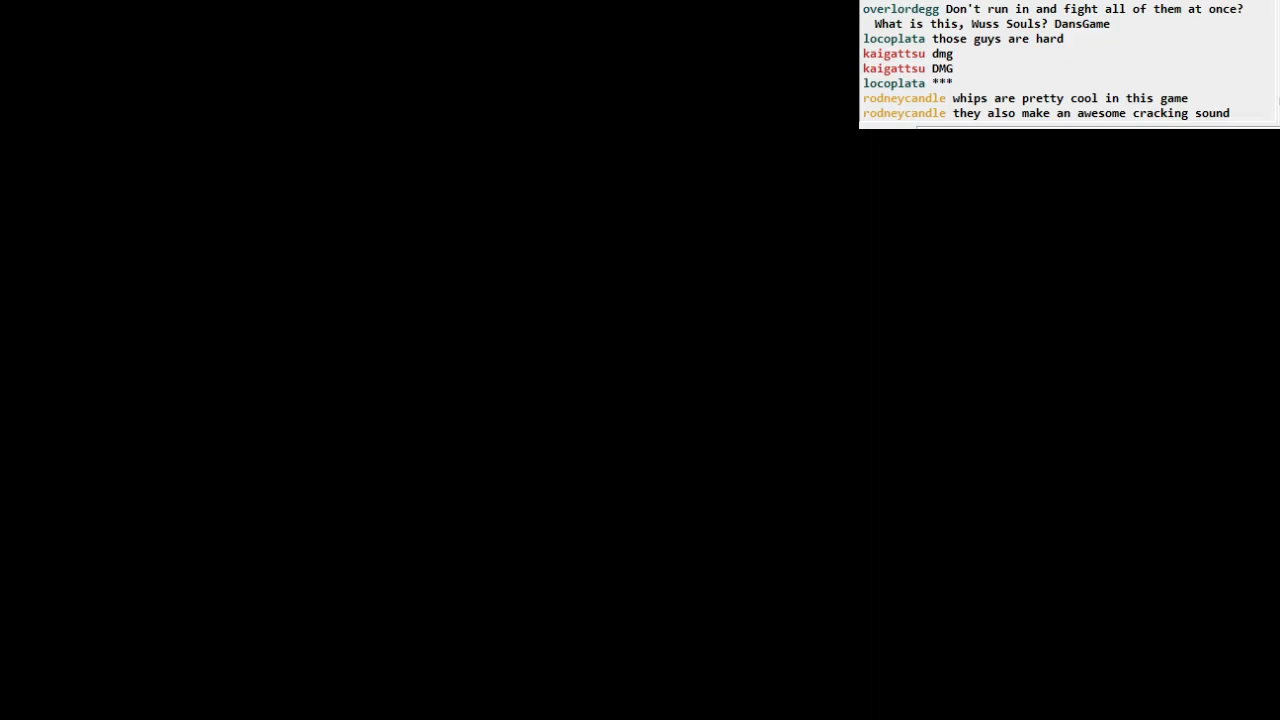 overlordegg Don't run in and fight all of them at once?
What is this, Wuss Souls? DansGame
locoplata those guys are hard
kaigattsu dmg
kaigattsu DMG
locoplata ***
rodneycandle whips are pretty cool in this game
rodneycandle they also make an awesome cracking sound